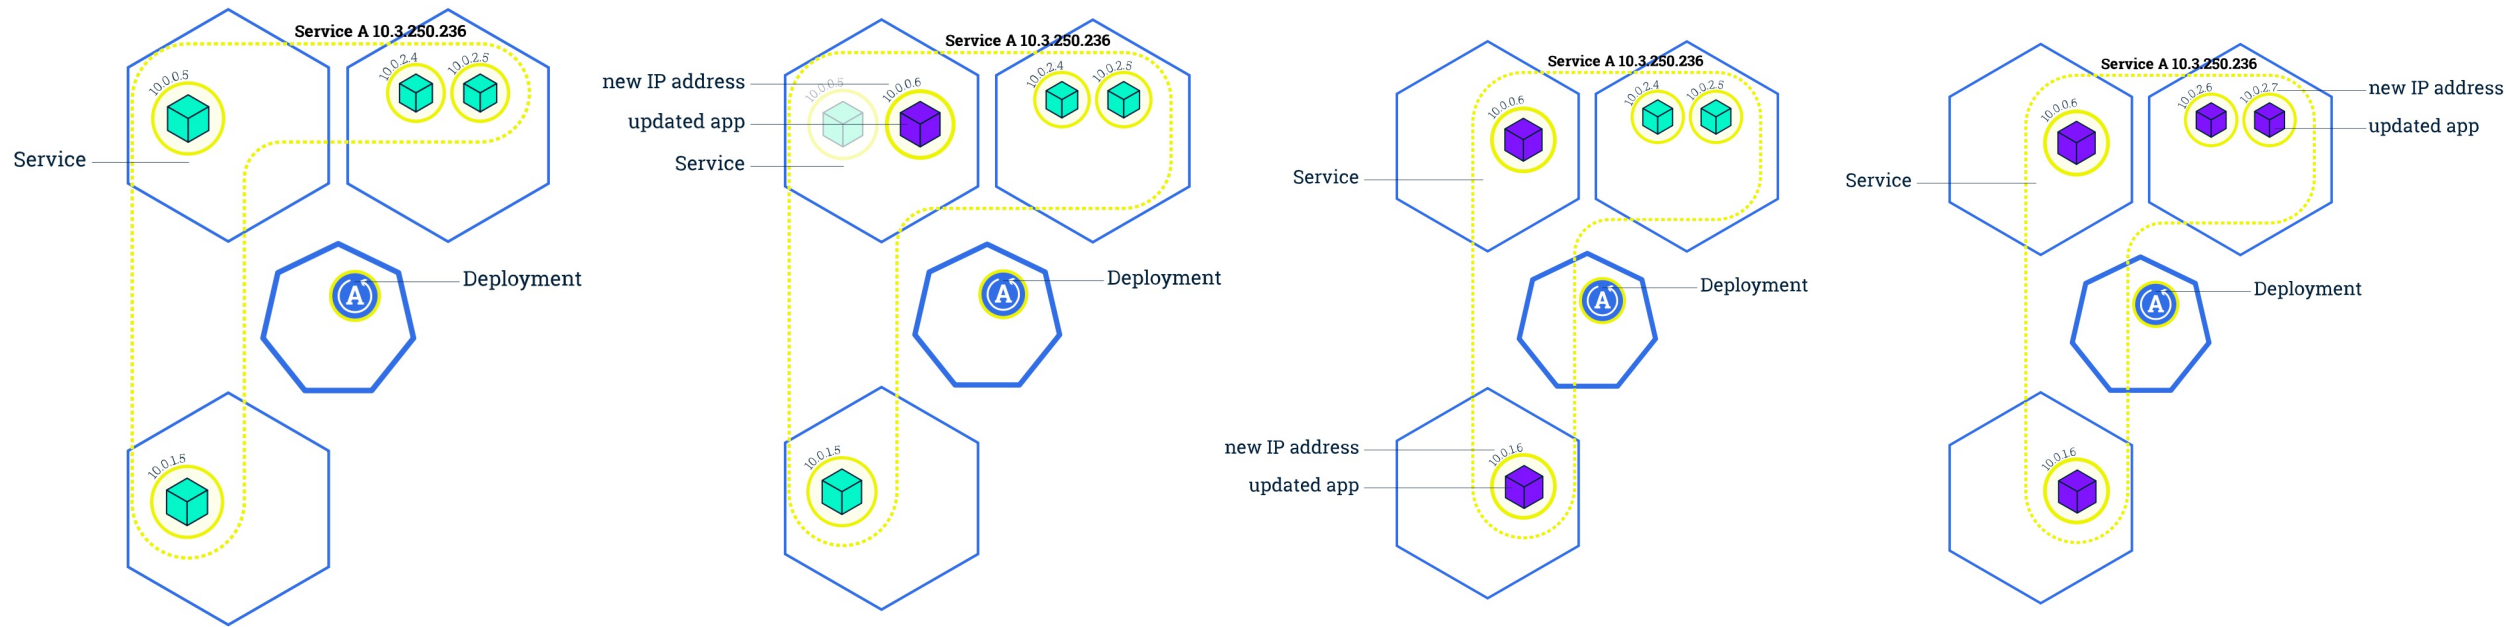 Service A 10.3.250.236
10.0.0.5
10.0.2.4
10.0.2.5
Service
A
Deployment
10.0.1.5
Service A 10.3.250.236
new IP address
10.0.0.5
10.0.0.6
10.0.2.4
10.0.2.5
updated app
Service
A
Deployment
10.0.1.5
Service A 10.3.250.236
10.0.0.6
10.0.2.4
10.0.2.5
Service
A
Deployment
new IP address
10.0.1.6
updated app
Service A 10.3.250.236
10.0.0.6
10.0.2.6
10.0.2.7
new IP address
updated app
Service
A
Deployment
10.0.1.6